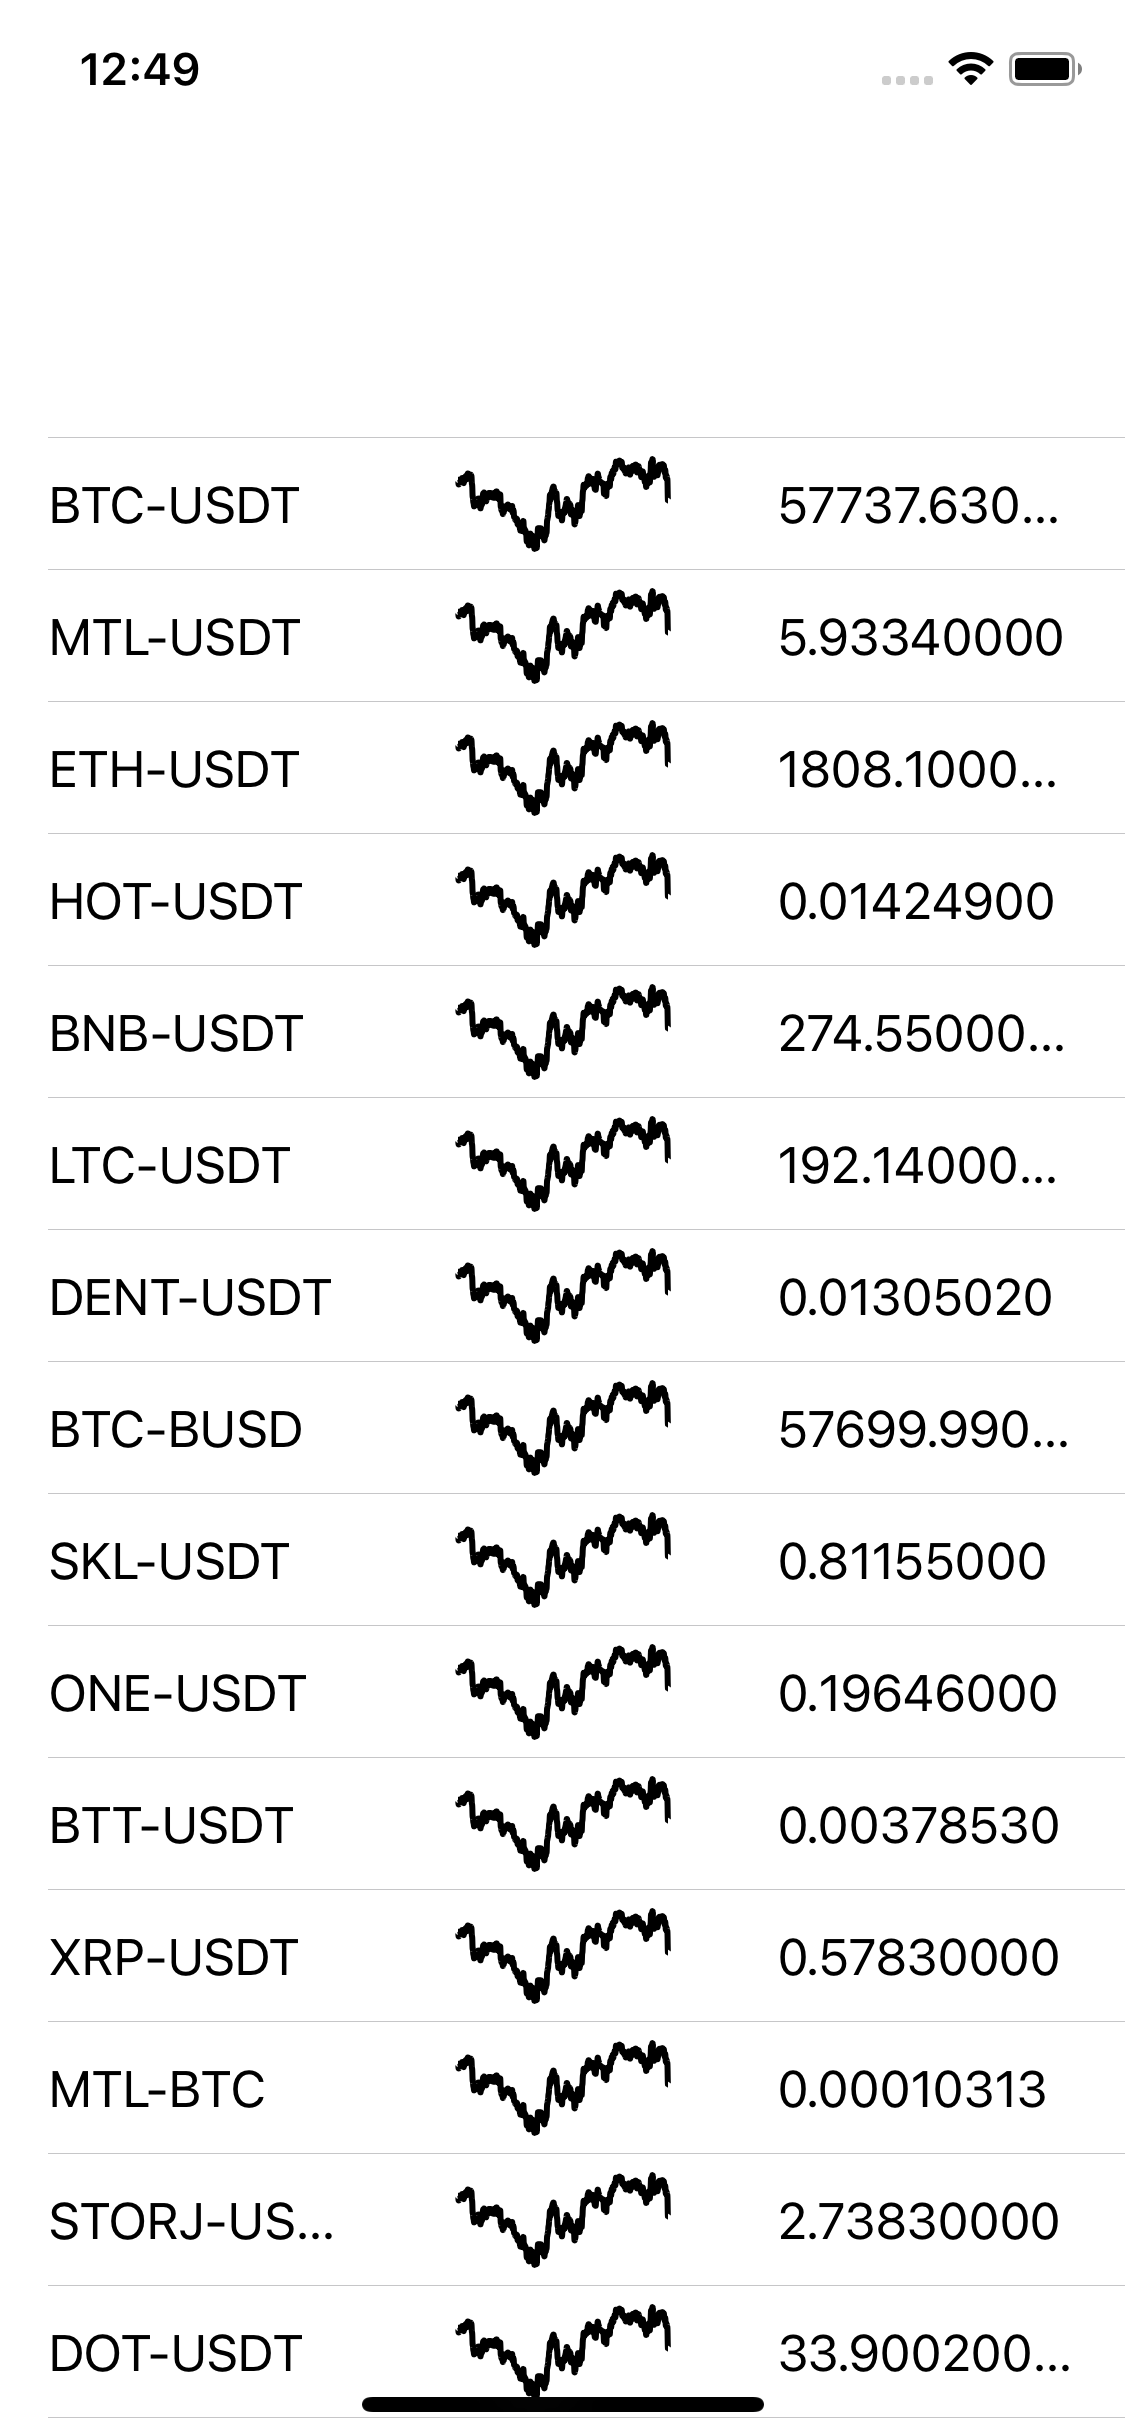 12:49
BTC-USDT 57737.630...
MTL-USDT 5.93340000
ETH-USDT 1808.1000...
HOT-USDT 0.01424900
BNB-USDT 274.55000...
LTC-USDT 192.14000...
DENT-USDT 0.01305020
BTC-BUSD 57699.990...
SKL-USDT 0.81155000
ONE-USDT 0.19646000
BTT-USDT 0.00378530
XRP-USDT 0.57830000
MTL-BTC 0.00010313
STORJ-US... 2.73830000
DOT-USDT 33.900200...